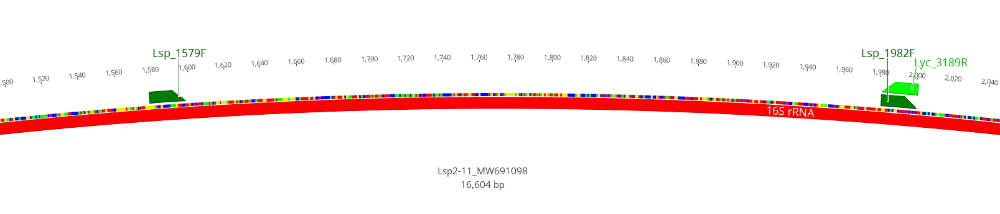 Lsp_1579F
Lsp_1982F
Lyc_3189R
,500 1,520 1,540 1,560 1,580 1,600 1,620 1,640 1,660 1,680 1,700 1,720 1,740 1,760 1,780 1,800 1,820 1,840 1,860 1,880 1,900 1,920 1,940 1,960 1,980 2,000 2,020 2,040
16S rRNA
Lsp2-11_MW691098
16,604 bp